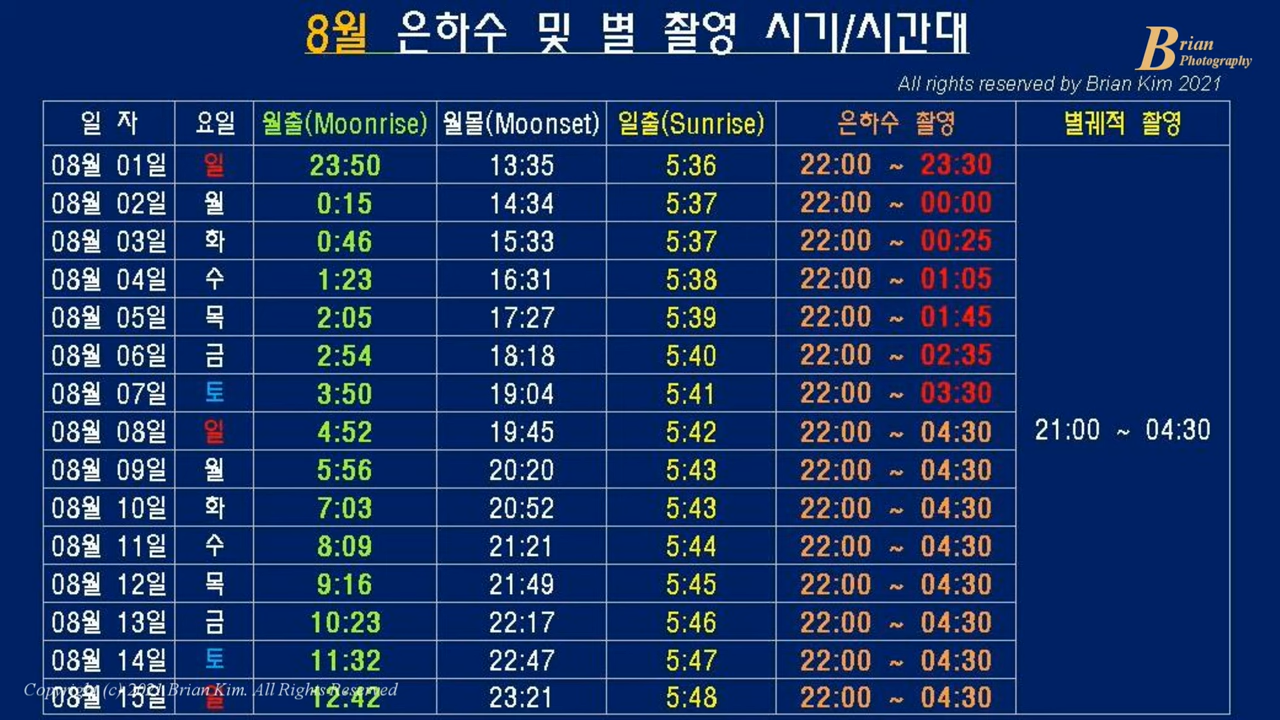 8월 은하수 및 별 촬영 시기/시간대
Brian
Photography
All rights reserved by Brian Kim 2021
일 자 요일 월출(Moonrise) 월몰(Moonset) 일출(Sunrise) 은하수 촬영 별궤적 촬영
08월 01일 일 23:50 13:35 5:36 22:00 ~ 23:30
08월 02일 월 0:15 14:34 5:37 22:00 ~ 00:00
08월 03일 화 0:46 15:33 5:37 22:00 ~ 00:25
08월 04일 수 1:23 16:31 5:38 22:00 ~ 01:05
08월 05일 목 2:05 17:27 5:39 22:00 ~ 01:45
08월 06일 금 2:54 18:18 5:40 22:00 ~ 02:35
08월 07일 토 3:50 19:04 5:41 22:00 ~ 03:30
08월 08일 일 4:52 19:45 5:42 22:00 ~ 04:30 21:00 ~ 04:30
08월 09일 월 5:56 20:20 5:43 22:00 ~ 04:30
08월 10일 화 7:03 20:52 5:43 22:00 ~ 04:30
08월 11일 수 8:09 21:21 5:44 22:00 ~ 04:30
08월 12일 목 9:16 21:49 5:45 22:00 ~ 04:30
08월 13일 금 10:23 22:17 5:46 22:00 ~ 04:30
08월 14일 토 11:32 22:47 5:47 22:00 ~ 04:30
Copyright (c) 2021 Brian Kim. All Rights Reserved
08월 15일 일 12:42 23:21 5:48 22:00 ~ 04:30